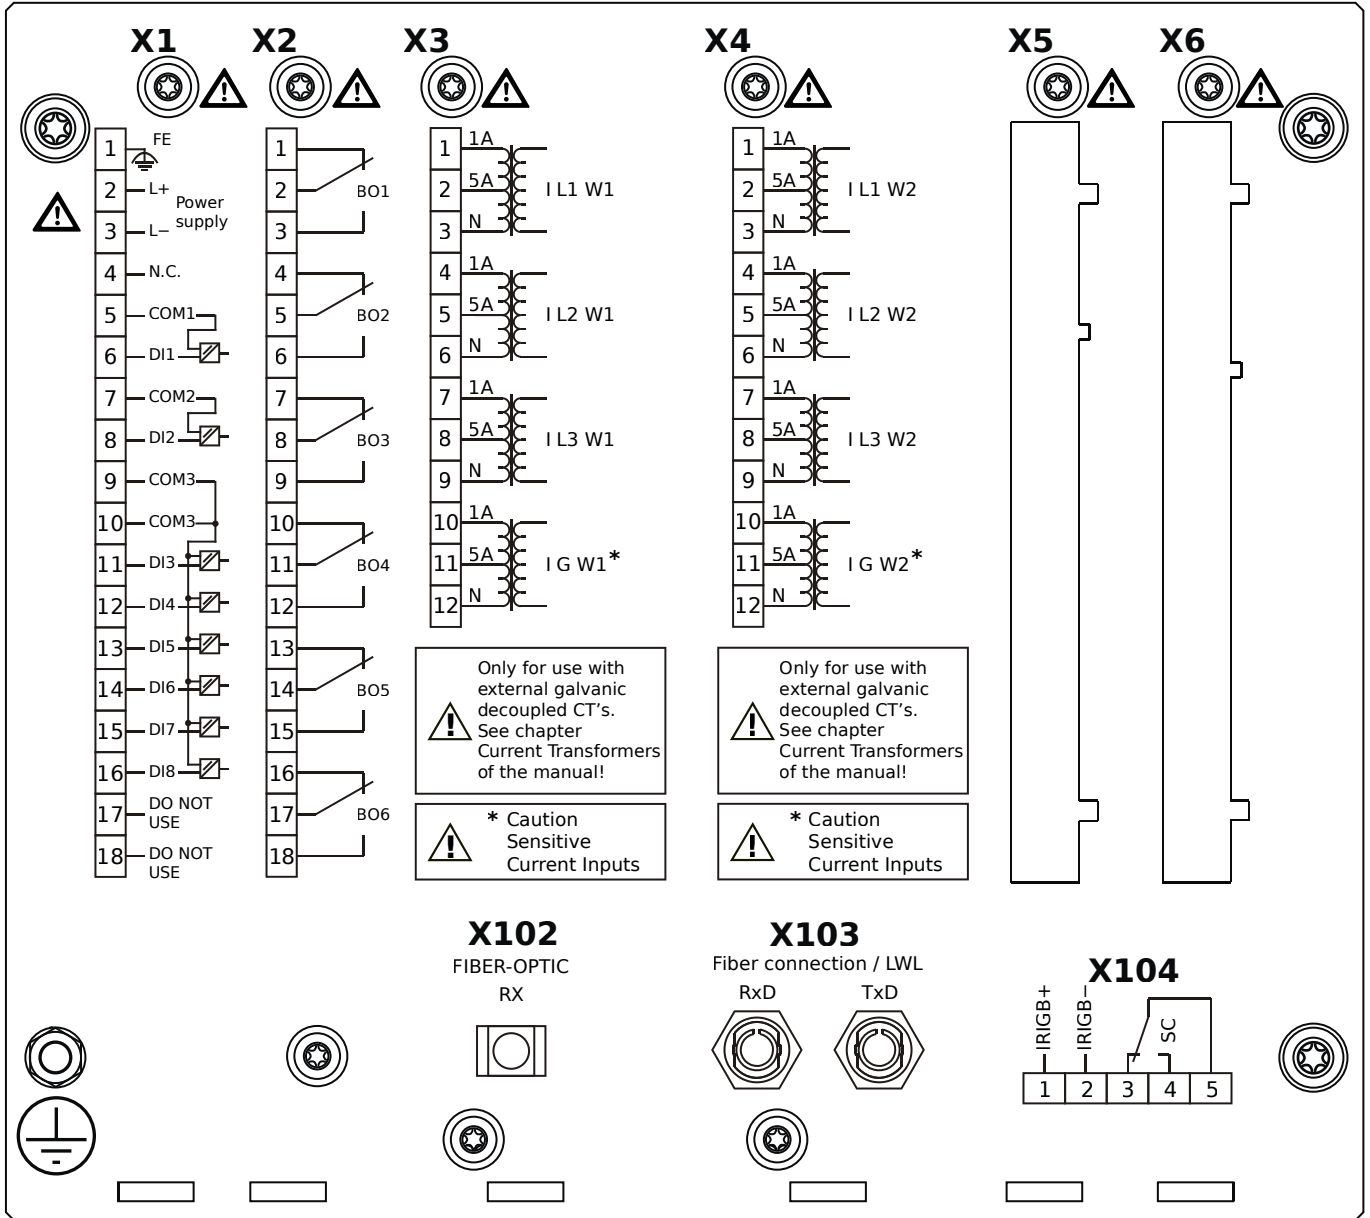 X1
X2
X3
X4
X5
X6
1
FE
2
L+
Power
supply
3
L−
4
N.C.
5
COM1
6
DI1
7
COM2
8
DI2
9
COM3
10
COM3
11
DI3
12
DI4
13
DI5
14
DI6
15
DI7
16
DI8
17
DO NOT
USE
18
DO NOT
USE
1
2
BO1
3
4
5
BO2
6
7
8
BO3
9
10
11
BO4
12
13
14
BO5
15
16
17
BO6
18
1
1A
2
5A
I L1 W1
3
N
4
1A
5
5A
I L2 W1
6
N
7
1A
8
5A
I L3 W1
9
N
10
1A
11
5A
I G W1*
12
N
Only for use with
external galvanic
decoupled CT's.
See chapter
Current Transformers
of the manual!
* Caution
Sensitive
Current Inputs
1
1A
2
5A
I L1 W2
3
N
4
1A
5
5A
I L2 W2
6
N
7
1A
8
5A
I L3 W2
9
N
10
1A
11
5A
I G W2*
12
N
Only for use with
external galvanic
decoupled CT's.
See chapter
Current Transformers
of the manual!
* Caution
Sensitive
Current Inputs
X102
FIBER-OPTIC
RX
X103
Fiber connection / LWL
RxD
TxD
X104
IRIGB+
IRIGB−
SC
1
2
3
4
5